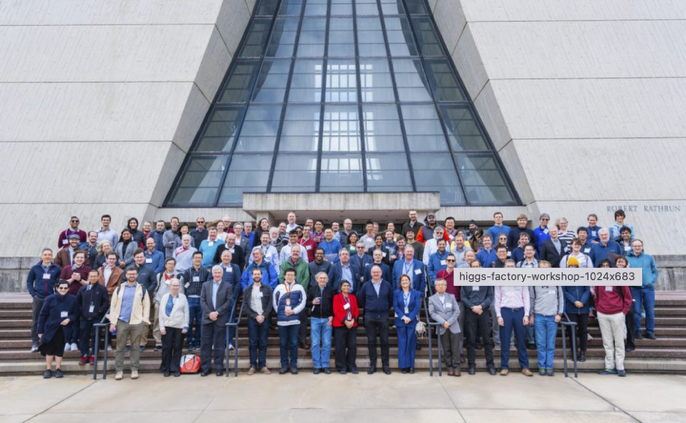 ROBERT RATHBUN
higgs-factory-workshop-1024x683